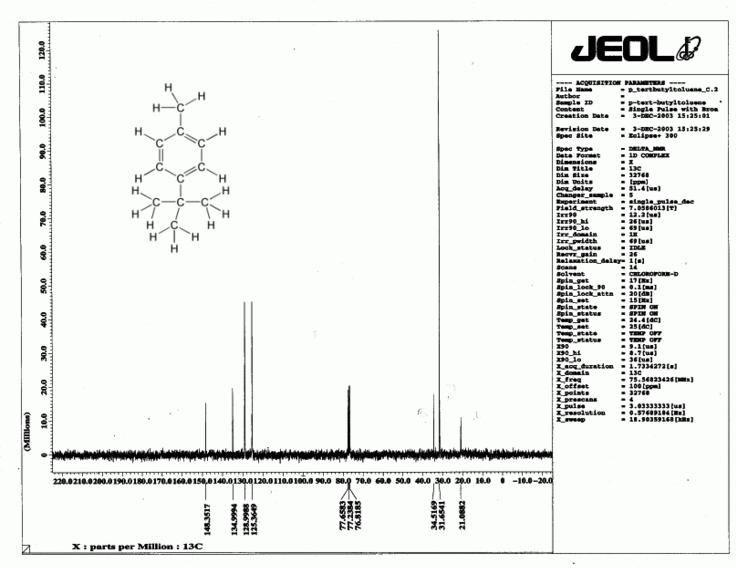 JEOL
---- ACQUISITION PARAMETERS ----
File Name = p_tertbutyltoluene_C.2
Author =
Sample ID = p-tert-butyltoluene
Content = Single Pulse with Broa
Creation Date = 3-DEC-2003 15:25:01
Revision Date = 3-DEC-2003 15:25:29
Spec Site = Eclipse+ 300
Spec Type = DELTA_NMR
Data Format = 1D COMPLEX
Dimensions = X
Dim Title = 13C
Dim Size = 32768
Dim Units = [ppm]
Acq_delay = 51.4[us]
Changer_sample = 5
Experiment = single_pulse_dec
Field_strength = 7.0586013[T]
Irr90 = 12.2[us]
Irr90_hi = 26[us]
Irr90_lo = 69[us]
Irr_domain = 1H
Irr_pwidth = 69[us]
Lock_status = IDLE
Recvr_gain = 26
Relaxation_delay= 1[s]
Scans = 14
Solvent = CHLOROFORM-D
Spin_get = 17[Hz]
Spin_lock_90 = 0.1[ms]
Spin_lock_attn = 20[dB]
Spin_set = 15[Hz]
Spin_state = SPIN ON
Spin_status = SPIN ON
Temp_get = 24.4[dC]
Temp_set = 25[dC]
Temp_state = TEMP OFF
Temp_status = TEMP OFF
X90 = 9.1[us]
X90_hi = 8.7[us]
X90_lo = 36[us]
X_acq_duration = 1.7334272[s]
X_domain = 13C
X_freq = 75.56823426[MHz]
X_offset = 100[ppm]
X_points = 32768
X_prescans = 4
X_pulse = 3.03333333[us]
X_resolution = 0.57689184[Hz]
X_sweep = 18.90359168[kHz]
120.0
110.0
100.0
90.0
80.0
70.0
60.0
50.0
40.0
30.0
20.0
10.0
0
(Millions)
H
H C H
H H
H H
H H
H C C C H
H C H
H H
H
220.0 210.0 200.0 190.0 180.0 170.0 160.0 150.0 140.0 130.0 120.0 110.0 100.0 90.0 80.0 70.0 60.0 50.0 40.0 30.0 20.0 10.0 0 -10.0 -20.0
148.3517
134.9994
128.9988
125.3649
77.6583
77.2384
76.8185
34.5169
31.6541
21.0882
X : parts per Million : 13C